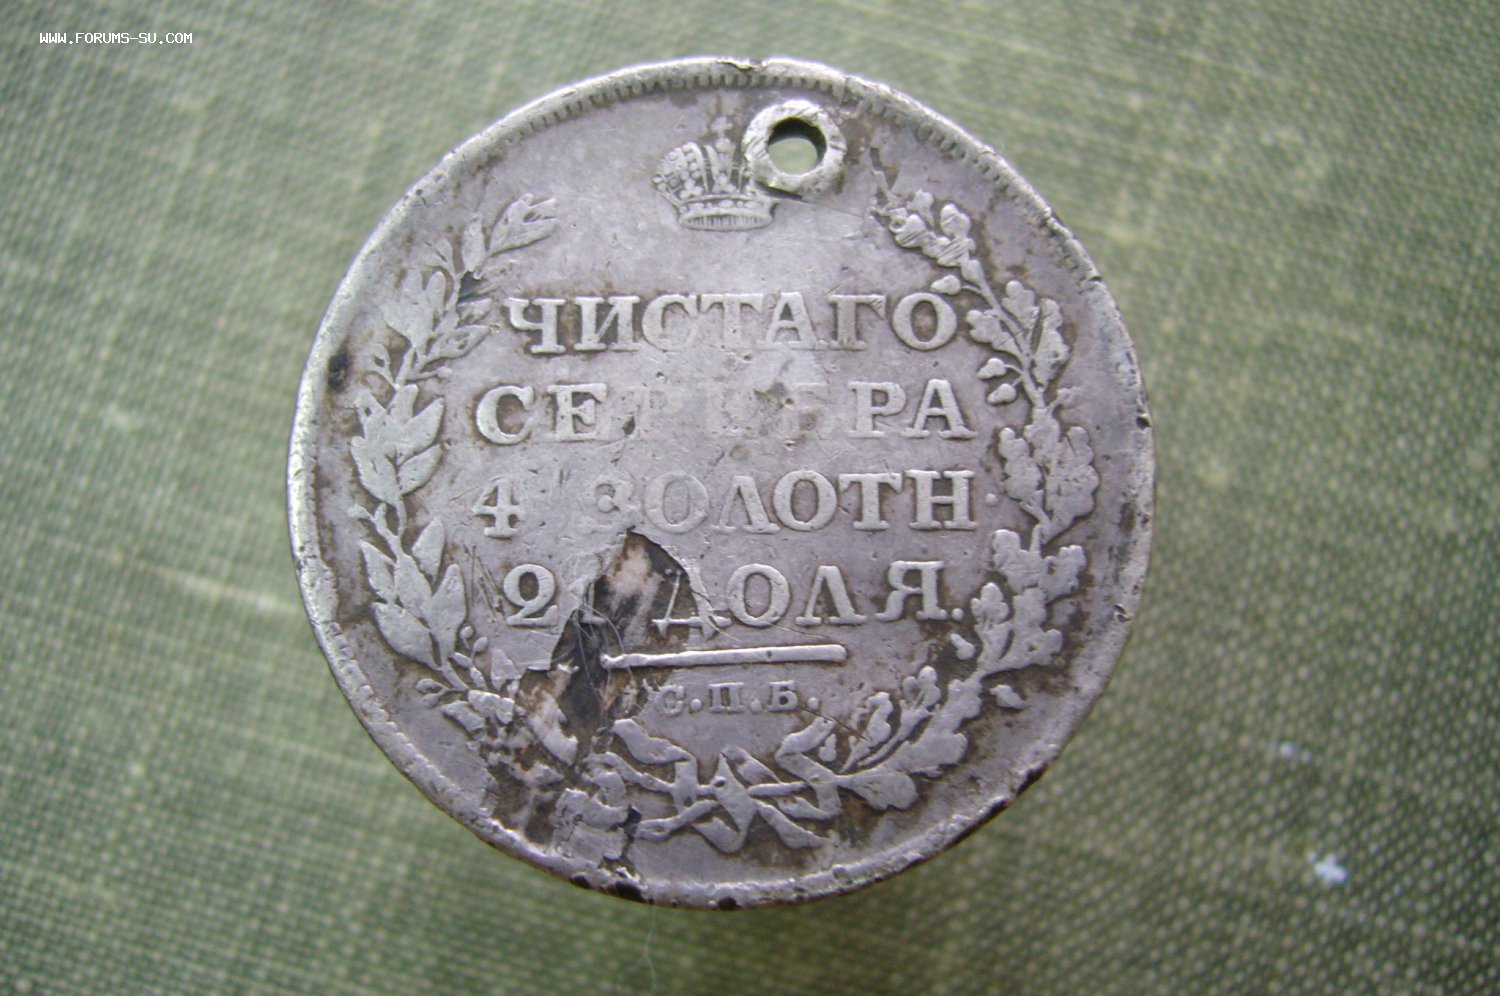 WWW.FORUMS-SU.COM
ЧИСТАГО
СЕРЕБРА
4 ЗОЛОТН
21 ДОЛЯ.
С.П.Б.